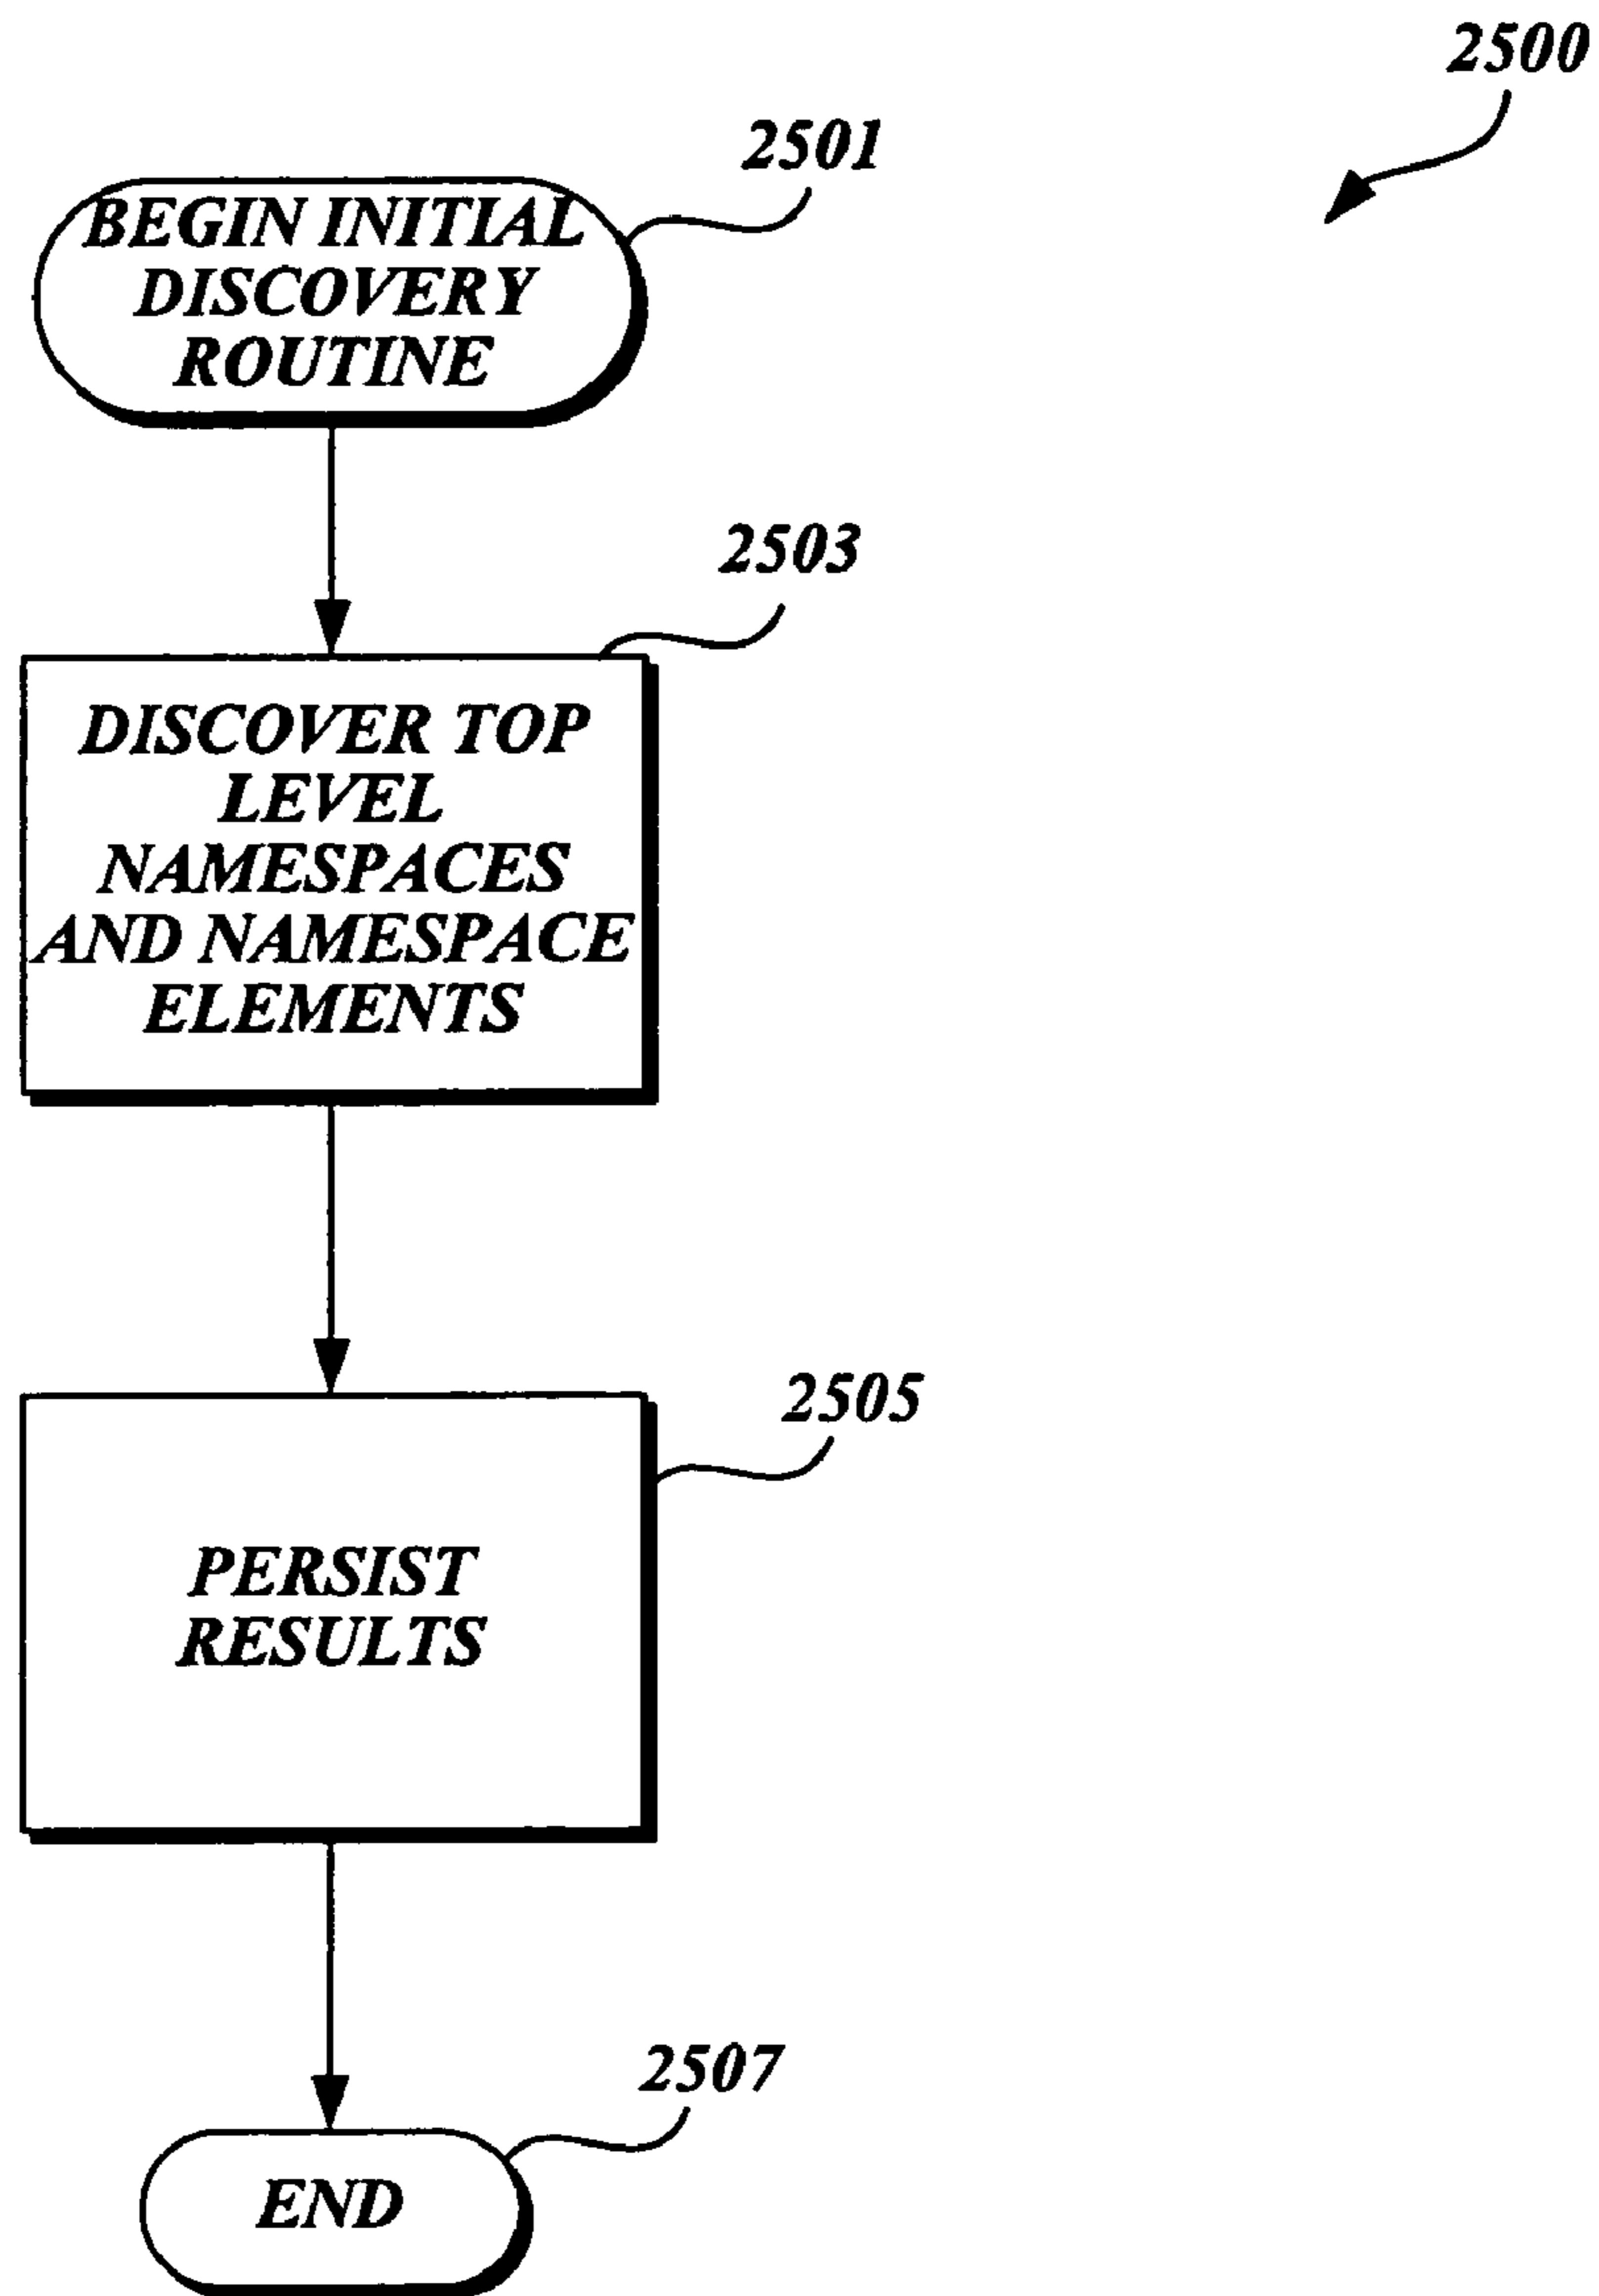 2500
2501
BEGIN INITIAL
DISCOVERY
ROUTINE
2503
DISCOVER TOP
LEVEL
NAMESPACES
AND NAMESPACE
ELEMENTS
2505
PERSIST
RESULTS
2507
END